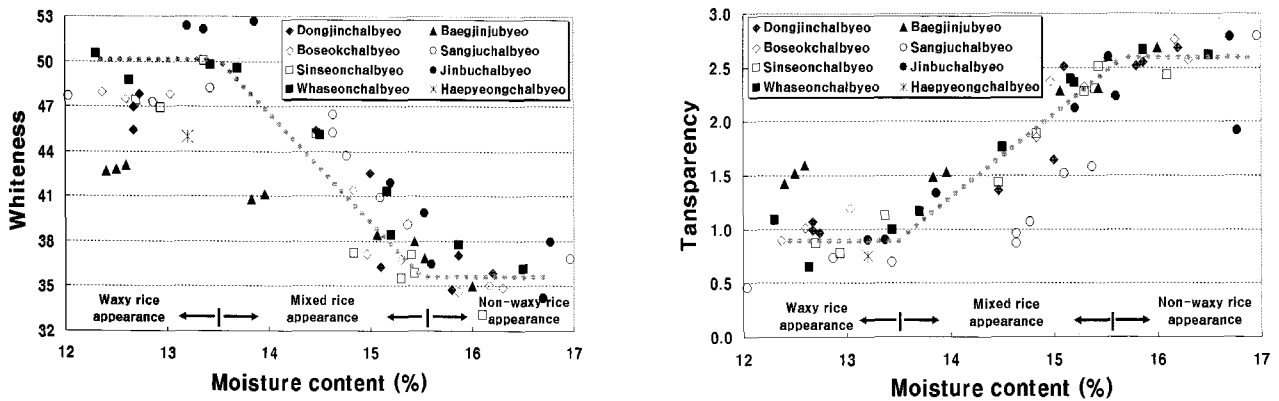 53
50
47
44
41
38
35
32
Whiteness
Dongjinchalbyeo
Baegjinjubyeo
Boseokchalbyeo
Sangjuchalbyeo
Sinseonchalbyeo
Jinbuchalbyeo
Whaseonchalbyeo
Haepyeongchalbyeo
Waxy rice
appearance
Mixed rice
appearance
Non-waxy rice
appearance
12 13 14 15 16 17
Moisture content (%)
3.0
2.5
2.0
1.5
1.0
0.5
0.0
Tansparency
Dongjinchalbyeo
Baegjinjubyeo
Boseokchalbyeo
Sangjuchalbyeo
Sinseonchalbyeo
Jinbuchalbyeo
Whaseonchalbyeo
Haepyeongchalbyeo
Waxy rice
appearance
Mixed rice
appearance
Non-waxy rice
appearance
12 13 14 15 16 17
Moisture content (%)